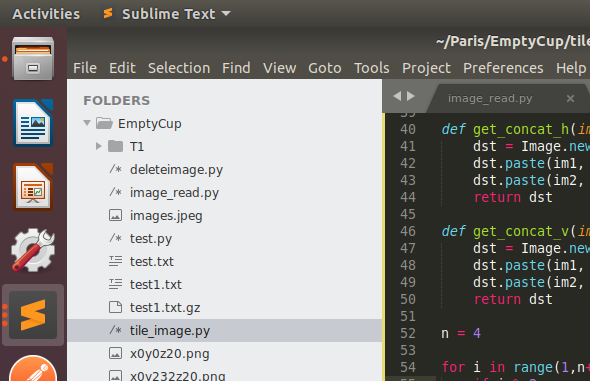 Activities Sublime Text
~/Paris/EmptyCup/tile
File Edit Selection Find View Goto Tools Project Preferences Help
FOLDERS
EmptyCup
T1
deleteimage.py
image_read.py
images.jpeg
test.py
test.txt
test1.txt
test1.txt.gz
tile_image.py
x0y0z20.png
x0y232z20.png
image_read.py ×
39
40 def get_concat_h(im
41 dst = Image.new
42 dst.paste(im1,
43 dst.paste(im2,
44 return dst
45
46 def get_concat_v(im
47 dst = Image.new
48 dst.paste(im1,
49 dst.paste(im2,
50 return dst
51
52 n = 4
53
54 for i in range(1,n+
55